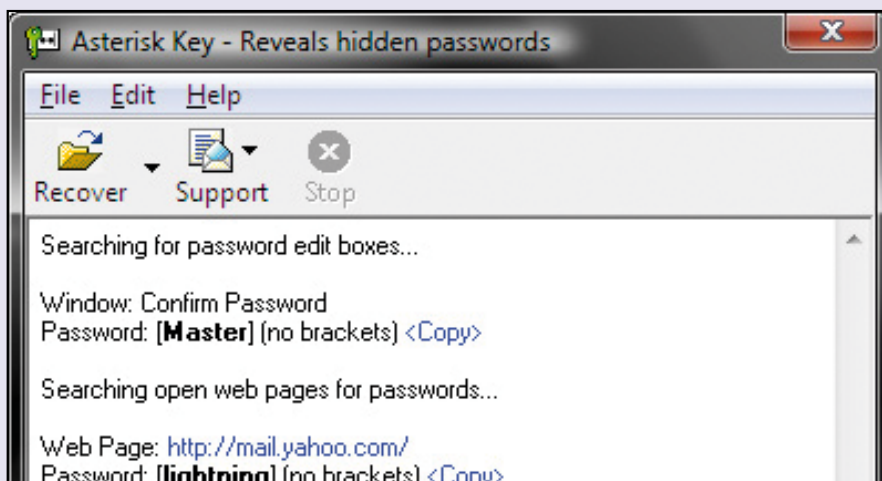 Asterisk Key - Reveals hidden passwords
File Edit Help
Recover Support Stop
Searching for password edit boxes...
Window: Confirm Password
Password: [Master] (no brackets) <Copy>
Searching open web pages for passwords...
Web Page: http://mail.yahoo.com/
Password: [lightning] (no brackets) <Copy>